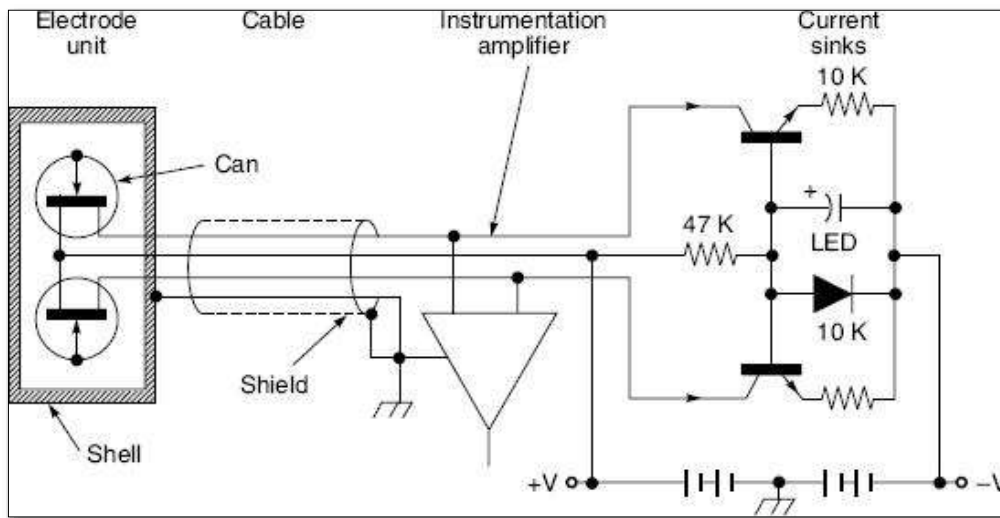 Electrode
unit
Cable
Instrumentation
amplifier
Current
sinks
10 K
Can
+
47 K
LED
10 K
Shield
Shell
+V
−V